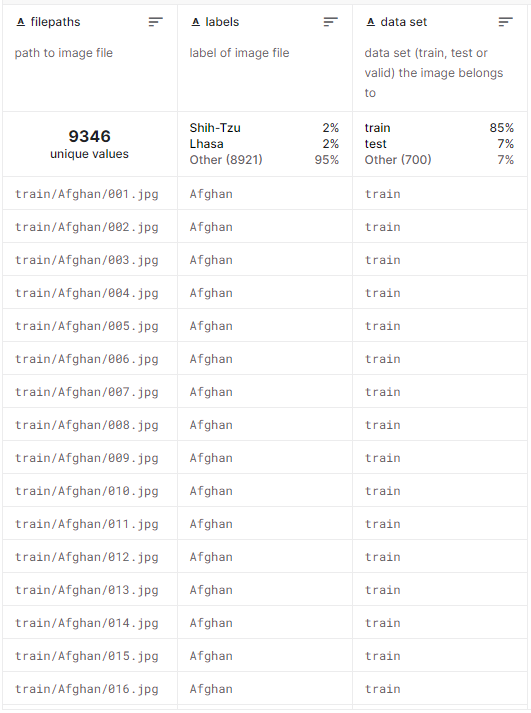 filepaths labels data set
path to image file label of image file data set (train, test or
valid) the image belongs
to
9346 Shih-Tzu 2% train 85%
unique values Lhasa 2% test 7%
Other (8921) 95% Other (700) 7%
train/Afghan/001.jpg Afghan train
train/Afghan/002.jpg Afghan train
train/Afghan/003.jpg Afghan train
train/Afghan/004.jpg Afghan train
train/Afghan/005.jpg Afghan train
train/Afghan/006.jpg Afghan train
train/Afghan/007.jpg Afghan train
train/Afghan/008.jpg Afghan train
train/Afghan/009.jpg Afghan train
train/Afghan/010.jpg Afghan train
train/Afghan/011.jpg Afghan train
train/Afghan/012.jpg Afghan train
train/Afghan/013.jpg Afghan train
train/Afghan/014.jpg Afghan train
train/Afghan/015.jpg Afghan train
train/Afghan/016.jpg Afghan train